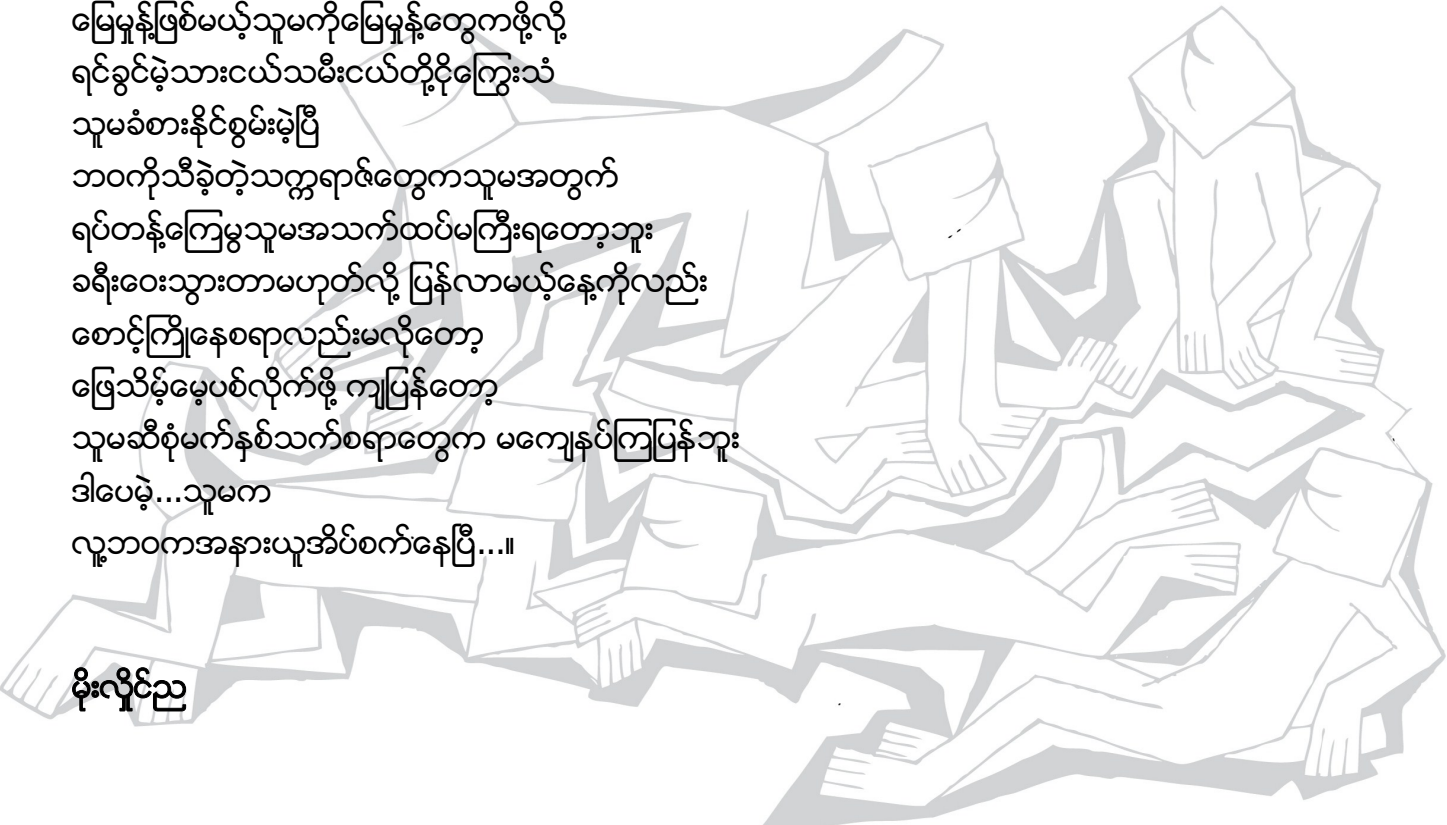 မြေမှုန့်ဖြစ်မယ့်သူမကိုမြေမှုန့်တွေကဖို့လို့
ရင်ခွင်မဲ့သားငယ်သမီးငယ်တို့ငိုကြွေးသံ
သူမခံစားနိုင်စွမ်းမဲ့ပြီ
ဘဝကိုသီခဲ့တဲ့သက္ကရာဇ်တွေကသူမအတွက်
ရပ်တန့်ကြေမွသူမအသက်ထပ်မကြီးရတော့ဘူး
ခရီးဝေးသွားတာမဟုတ်လို့ ပြန်လာမယ့်နေ့ကိုလည်း
စောင့်ကြိုနေစရာလည်းမလိုတော့
ဖြေသိမ့်မေ့ပစ်လိုက်ဖို့ ကျပြန်တော့
သူမဆီစုံမက်နှစ်သက်စရာတွေက မကျေနပ်ကြပြန်ဘူး
ဒါပေမဲ့...သူမက
လူ့ဘဝကအနားယူအိပ်စက်နေပြီ...။
မိုးလှိုင်ည